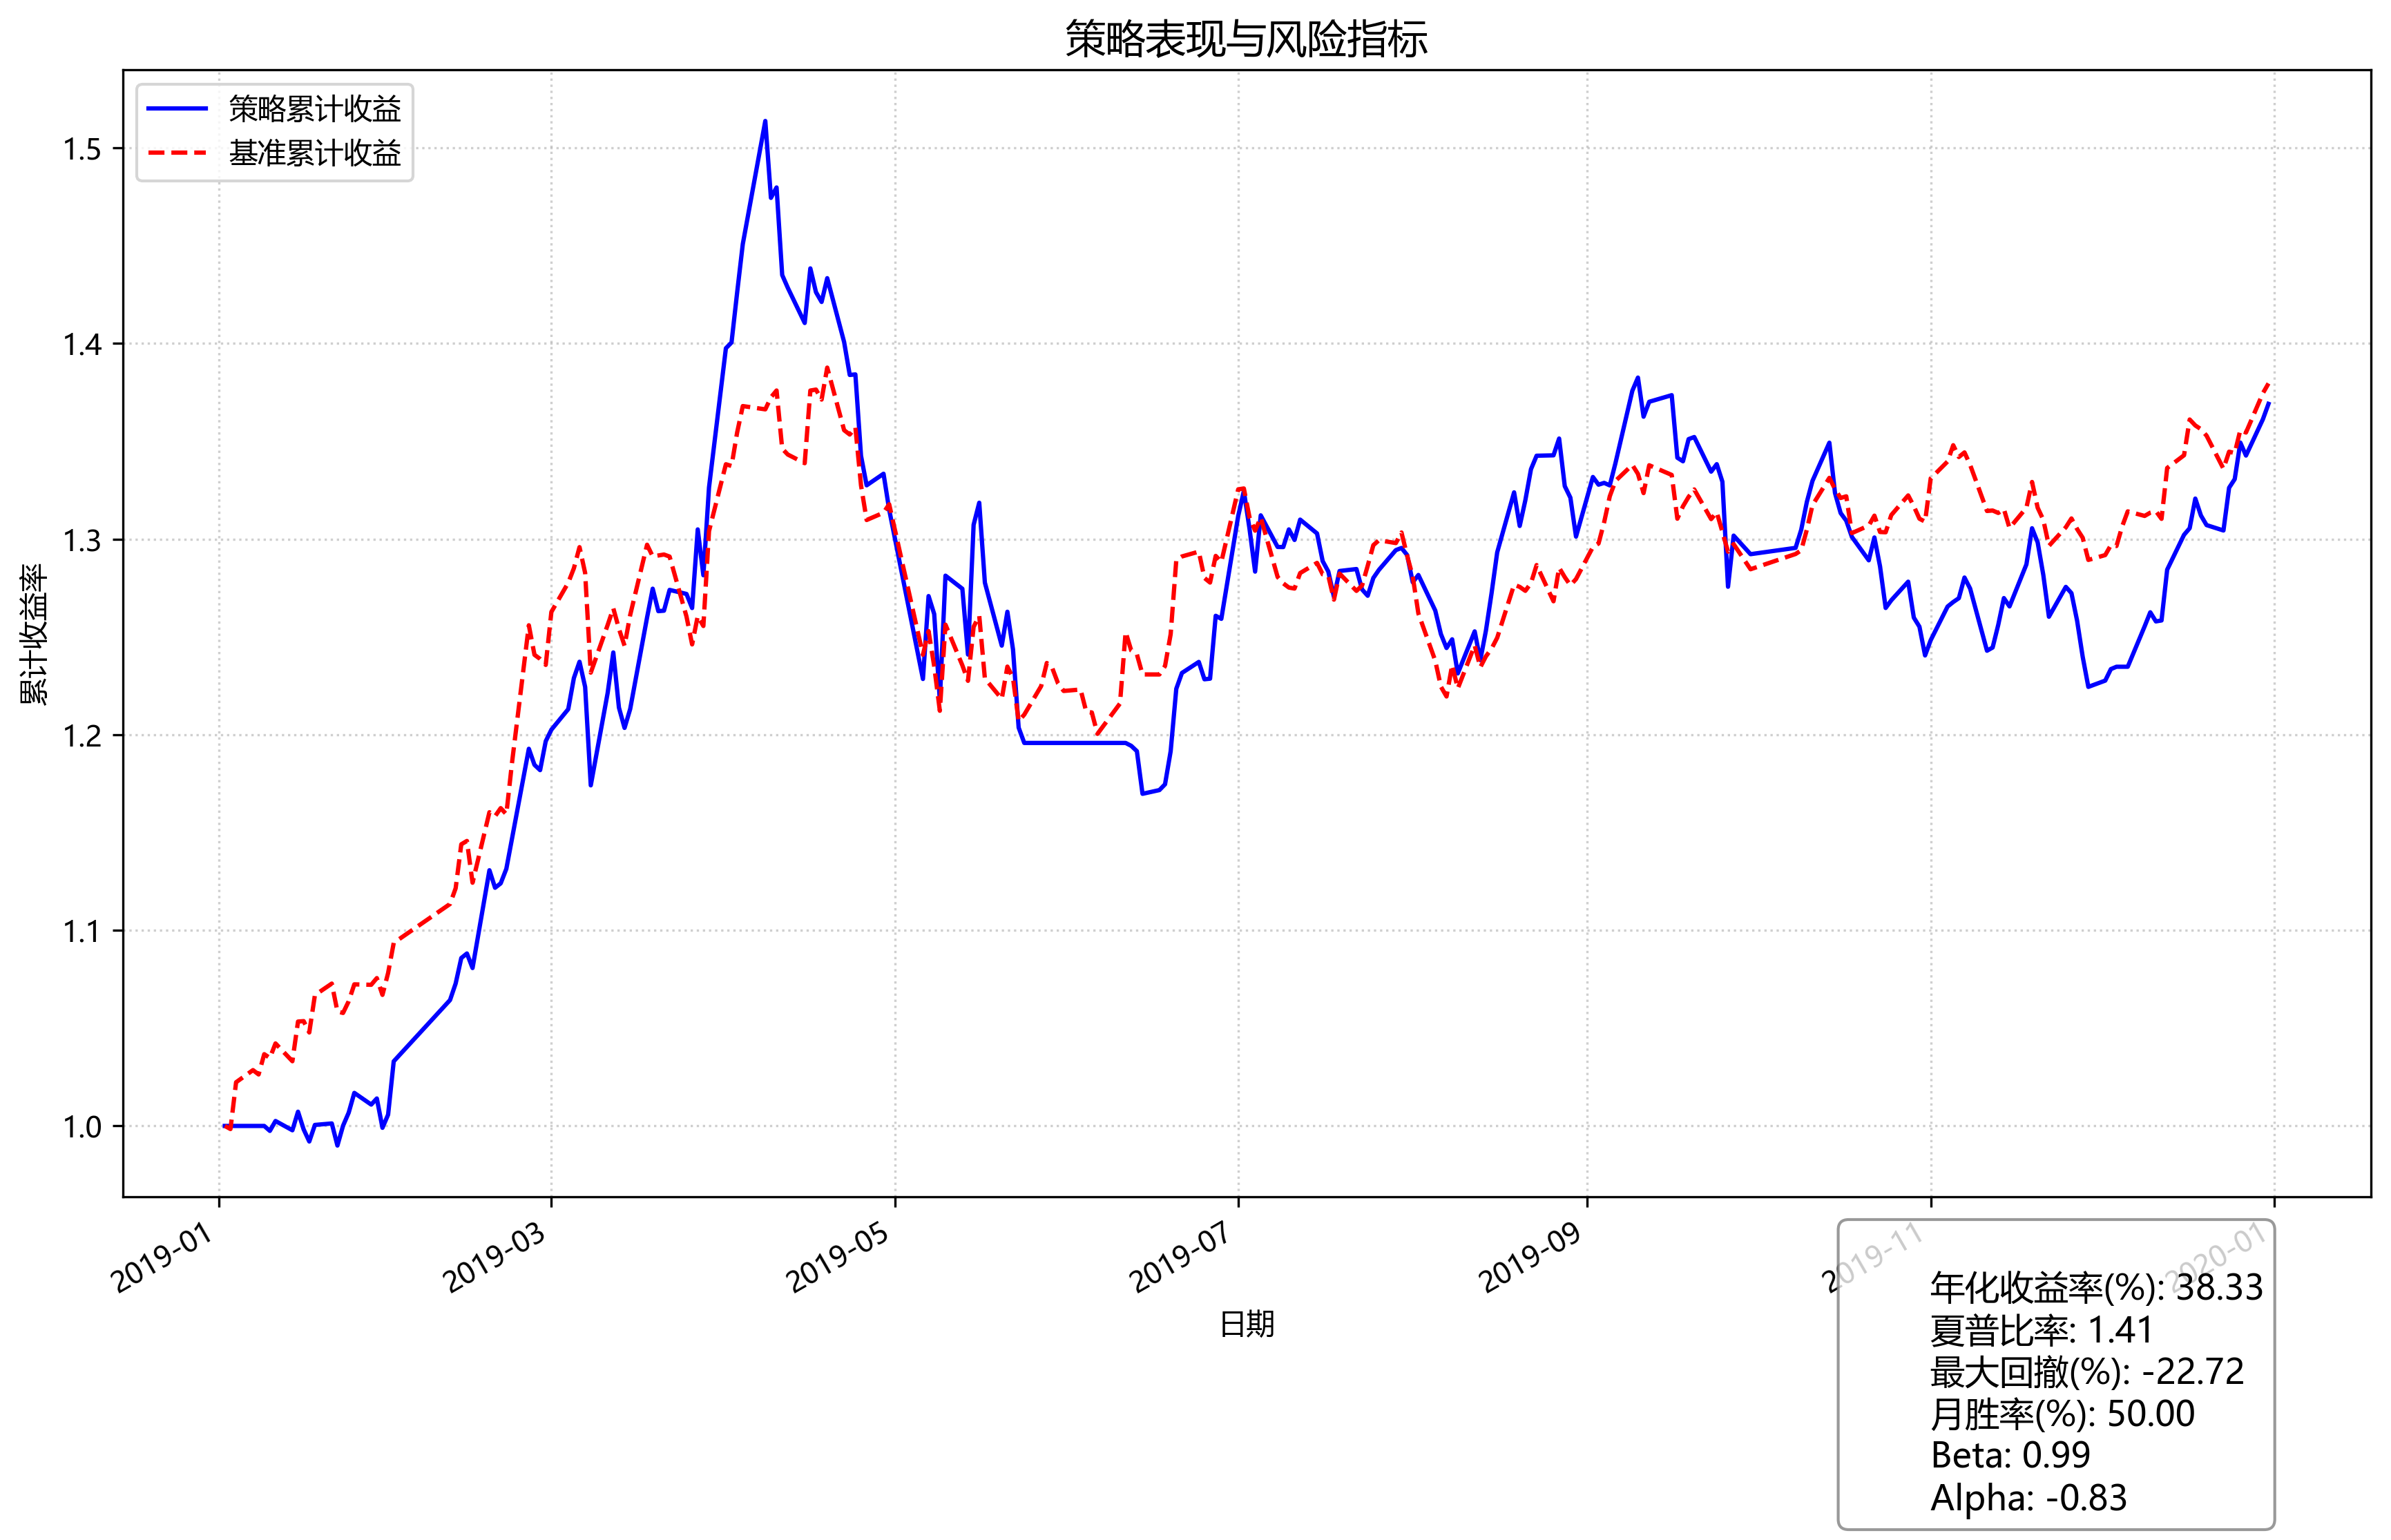 策略表现与风险指标
策略累计收益
基准累计收益
1.5
1.4
1.3
1.2
1.1
1.0
累计收益率
2019-01
2019-03
2019-05
2019-07
2019-09
2019-11
2020-01
日期
年化收益率(%): 38.33
夏普比率: 1.41
最大回撤(%): -22.72
月胜率(%): 50.00
Beta: 0.99
Alpha: -0.83